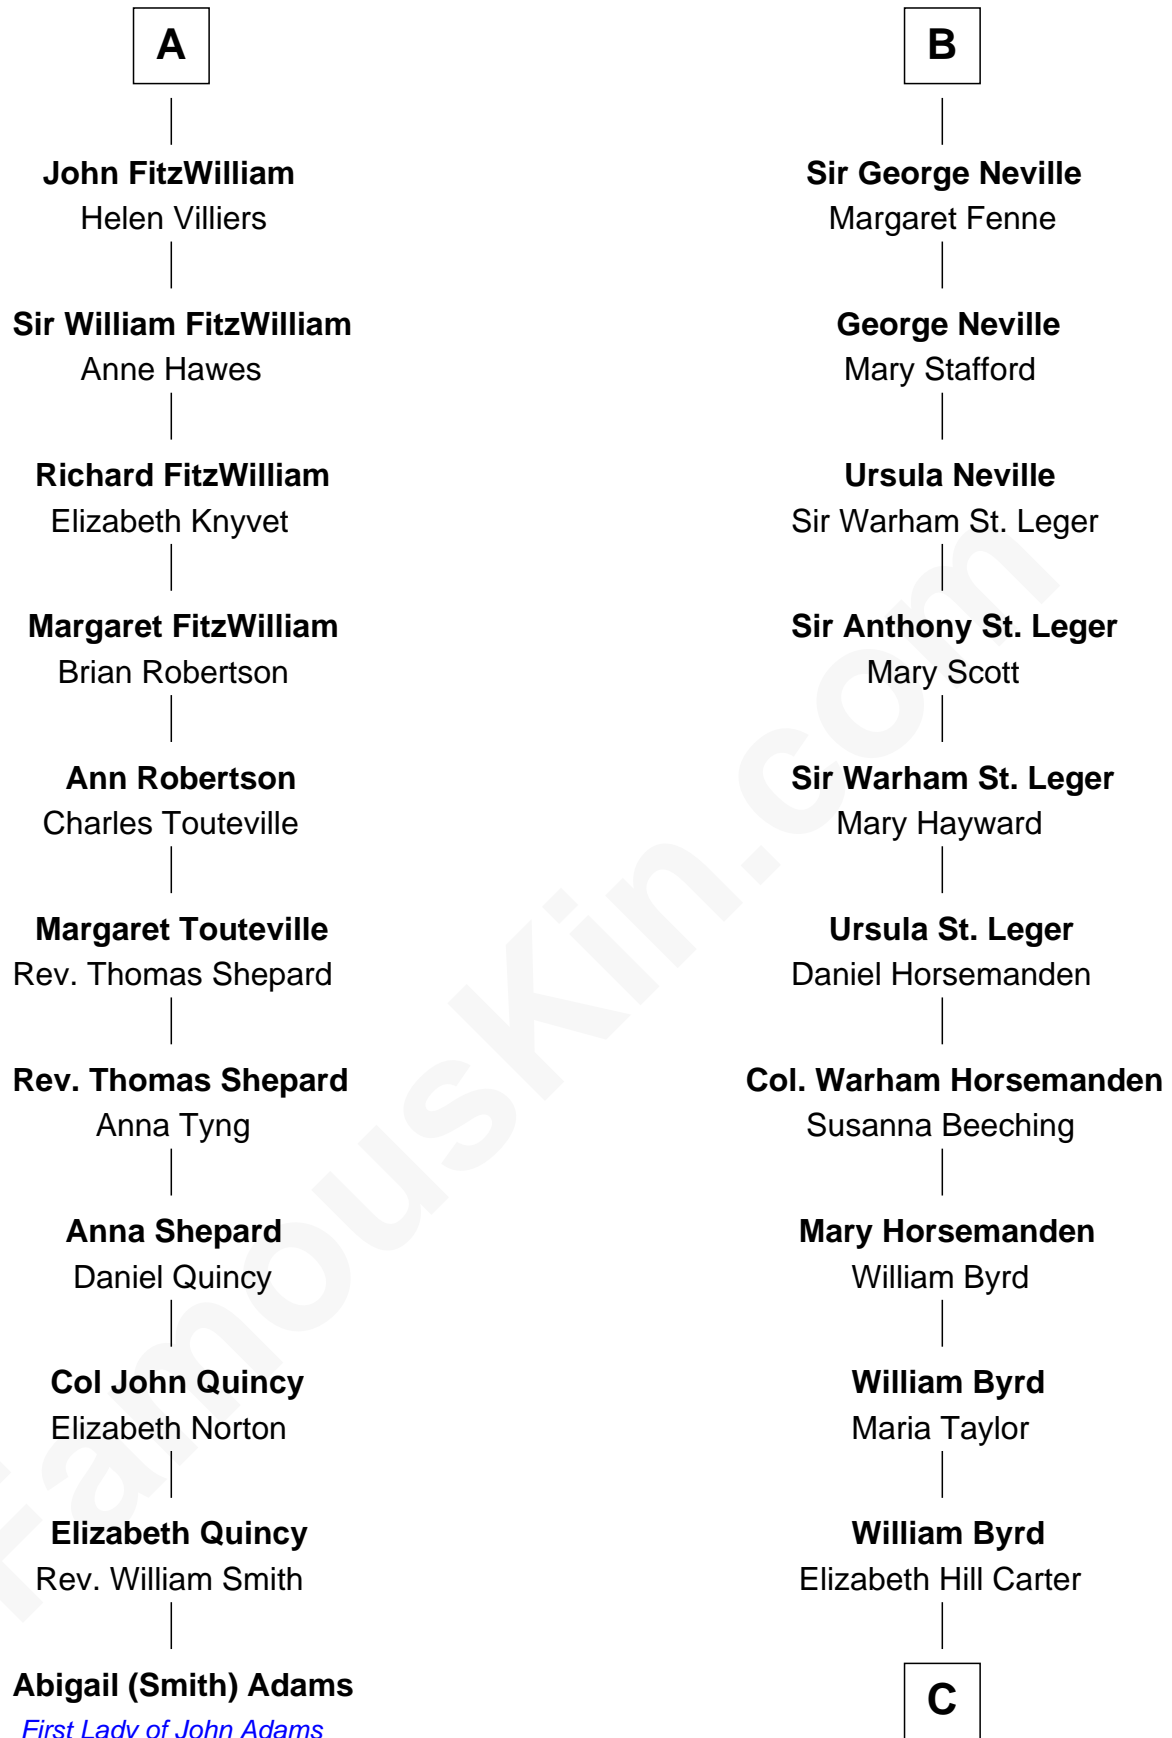 A
John FitzWilliam
Helen Villiers
Sir William FitzWilliam
Anne Hawes
Richard FitzWilliam
Elizabeth Knyvet
Margaret FitzWilliam
Brian Robertson
Ann Robertson
Charles Touteville
Margaret Touteville
Rev. Thomas Shepard
Rev. Thomas Shepard
Anna Tyng
Anna Shepard
Daniel Quincy
Col John Quincy
Elizabeth Norton
Elizabeth Quincy
Rev. William Smith
Abigail (Smith) Adams
First Lady of John Adams
B
Sir George Neville
Margaret Fenne
George Neville
Mary Stafford
Ursula Neville
Sir Warham St. Leger
Sir Anthony St. Leger
Mary Scott
Sir Warham St. Leger
Mary Hayward
Ursula St. Leger
Daniel Horsemanden
Col. Warham Horsemanden
Susanna Beeching
Mary Horsemanden
William Byrd
William Byrd
Maria Taylor
William Byrd
Elizabeth Hill Carter
C
FamousKin.com